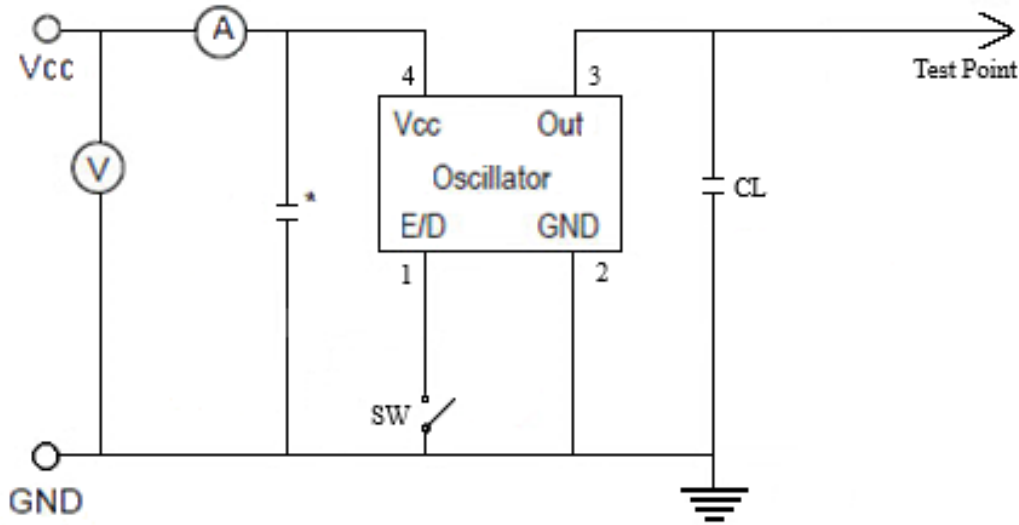 A
Vcc
4
3
Test Point
Vcc
Out
V
Oscillator
CL
*
E/D
GND
1
2
SW
GND